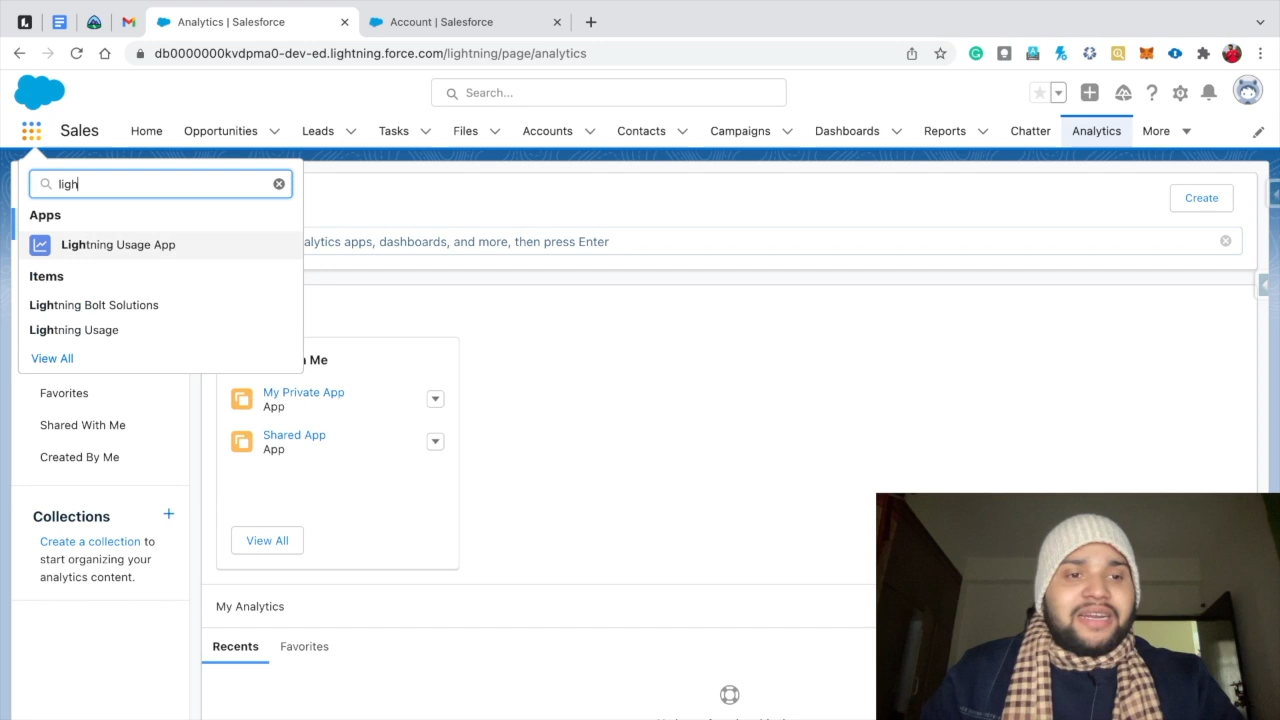 Analytics | Salesforce
Account | Salesforce
db0000000kvdpma0-dev-ed.lightning.force.com/lightning/page/analytics
Search...
Sales
Home
Opportunities
Leads
Tasks
Files
Accounts
Contacts
Campaigns
Dashboards
Reports
Chatter
Analytics
More
ligh
Apps
Lightning Usage App
Items
Lightning Bolt Solutions
Lightning Usage
View All
Create
alytics apps, dashboards, and more, then press Enter
Favorites
Shared With Me
Created By Me
Collections
Create a collection to
start organizing your
analytics content.
Me
My Private App
App
Shared App
App
View All
My Analytics
Recents
Favorites